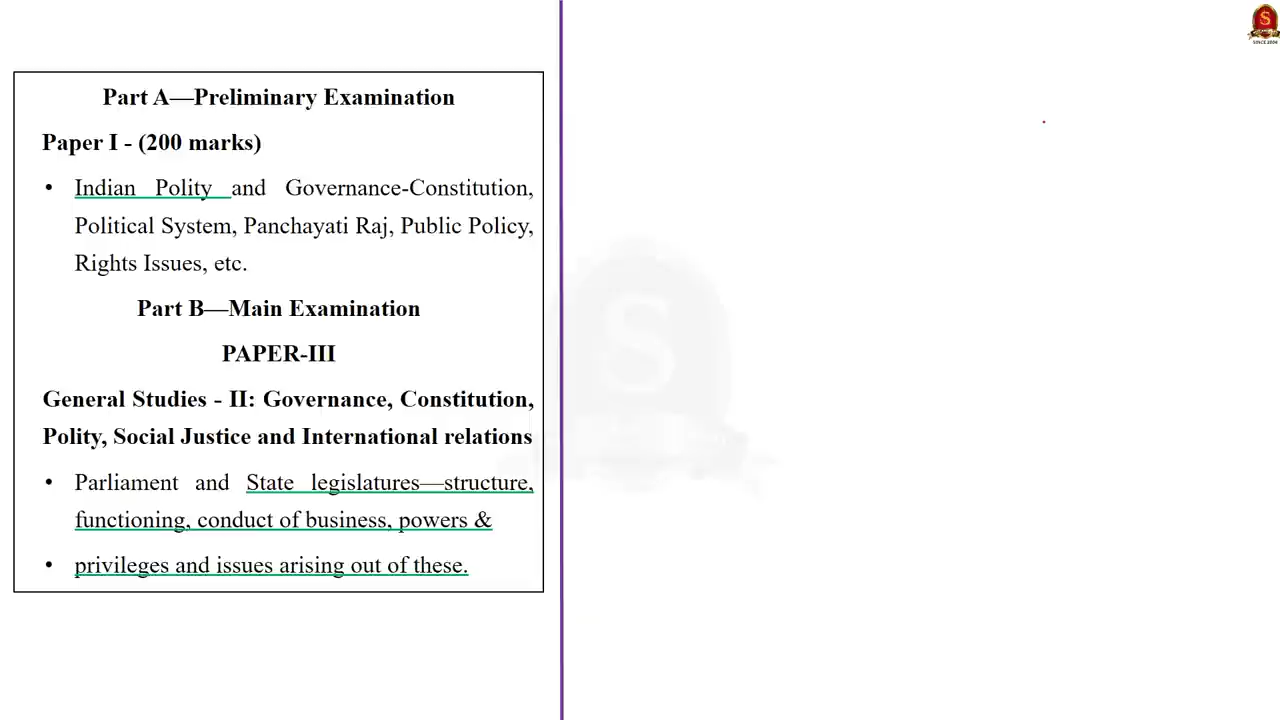 Part A—Preliminary Examination
Paper I - (200 marks)
• Indian Polity and Governance-Constitution,
Political System, Panchayati Raj, Public Policy,
Rights Issues, etc.
Part B—Main Examination
PAPER-III
General Studies - II: Governance, Constitution,
Polity, Social Justice and International relations
• Parliament and State legislatures—structure,
functioning, conduct of business, powers &
• privileges and issues arising out of these.
S
SINCE 2004
S